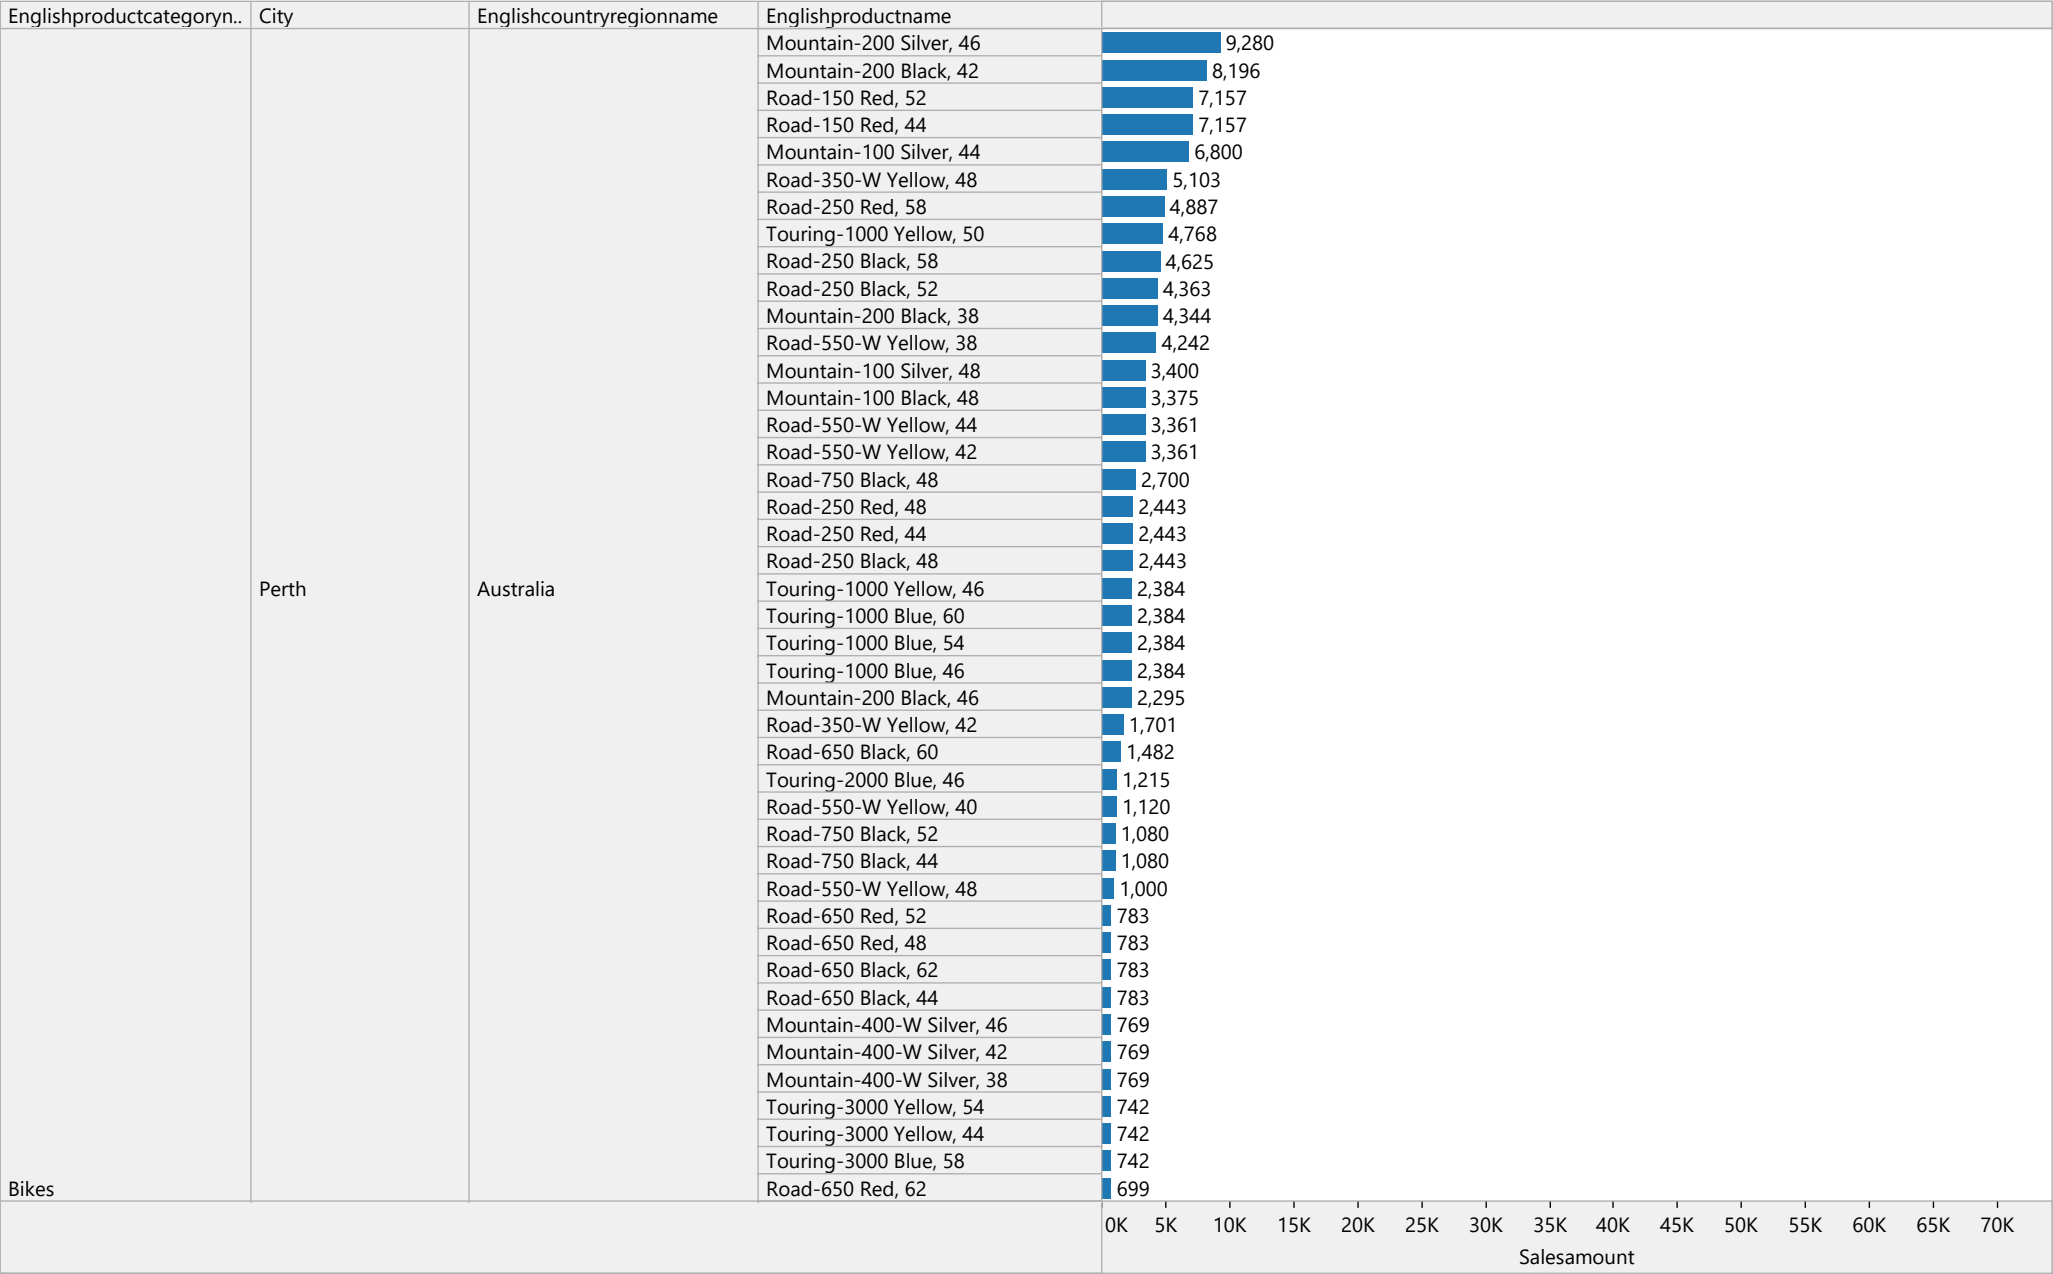 Englishproductcategoryn.. City Englishcountryregionname Englishproductname
Mountain-200 Silver, 46 9,280
Mountain-200 Black, 42 8,196
Road-150 Red, 52 7,157
Road-150 Red, 44 7,157
Mountain-100 Silver, 44 6,800
Road-350-W Yellow, 48 5,103
Road-250 Red, 58 4,887
Touring-1000 Yellow, 50 4,768
Road-250 Black, 58 4,625
Road-250 Black, 52 4,363
Mountain-200 Black, 38 4,344
Road-550-W Yellow, 38 4,242
Mountain-100 Silver, 48 3,400
Mountain-100 Black, 48 3,375
Road-550-W Yellow, 44 3,361
Road-550-W Yellow, 42 3,361
Road-750 Black, 48 2,700
Road-250 Red, 48 2,443
Road-250 Red, 44 2,443
Road-250 Black, 48 2,443
Perth Australia Touring-1000 Yellow, 46 2,384
Touring-1000 Blue, 60 2,384
Touring-1000 Blue, 54 2,384
Touring-1000 Blue, 46 2,384
Mountain-200 Black, 46 2,295
Road-350-W Yellow, 42 1,701
Road-650 Black, 60 1,482
Touring-2000 Blue, 46 1,215
Road-550-W Yellow, 40 1,120
Road-750 Black, 52 1,080
Road-750 Black, 44 1,080
Road-550-W Yellow, 48 1,000
Road-650 Red, 52 783
Road-650 Red, 48 783
Road-650 Black, 62 783
Road-650 Black, 44 783
Mountain-400-W Silver, 46 769
Mountain-400-W Silver, 42 769
Mountain-400-W Silver, 38 769
Touring-3000 Yellow, 54 742
Touring-3000 Yellow, 44 742
Touring-3000 Blue, 58 742
Bikes Road-650 Red, 62 699
0K 5K 10K 15K 20K 25K 30K 35K 40K 45K 50K 55K 60K 65K 70K
Salesamount